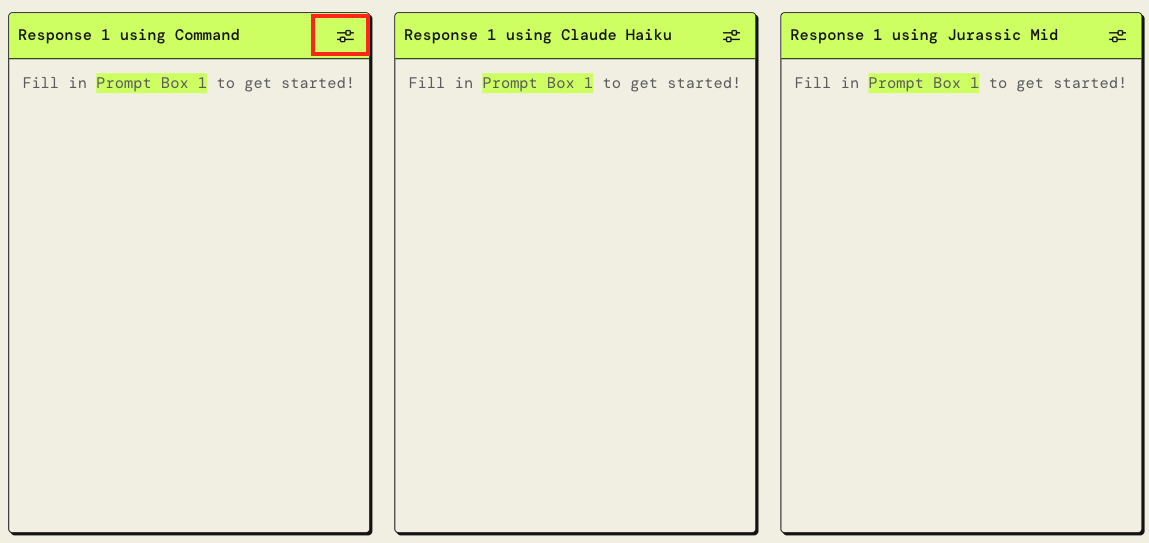 Response 1 using Command
Fill in Prompt Box 1 to get started!
Response 1 using Claude Haiku
Fill in Prompt Box 1 to get started!
Response 1 using Jurassic Mid
Fill in Prompt Box 1 to get started!